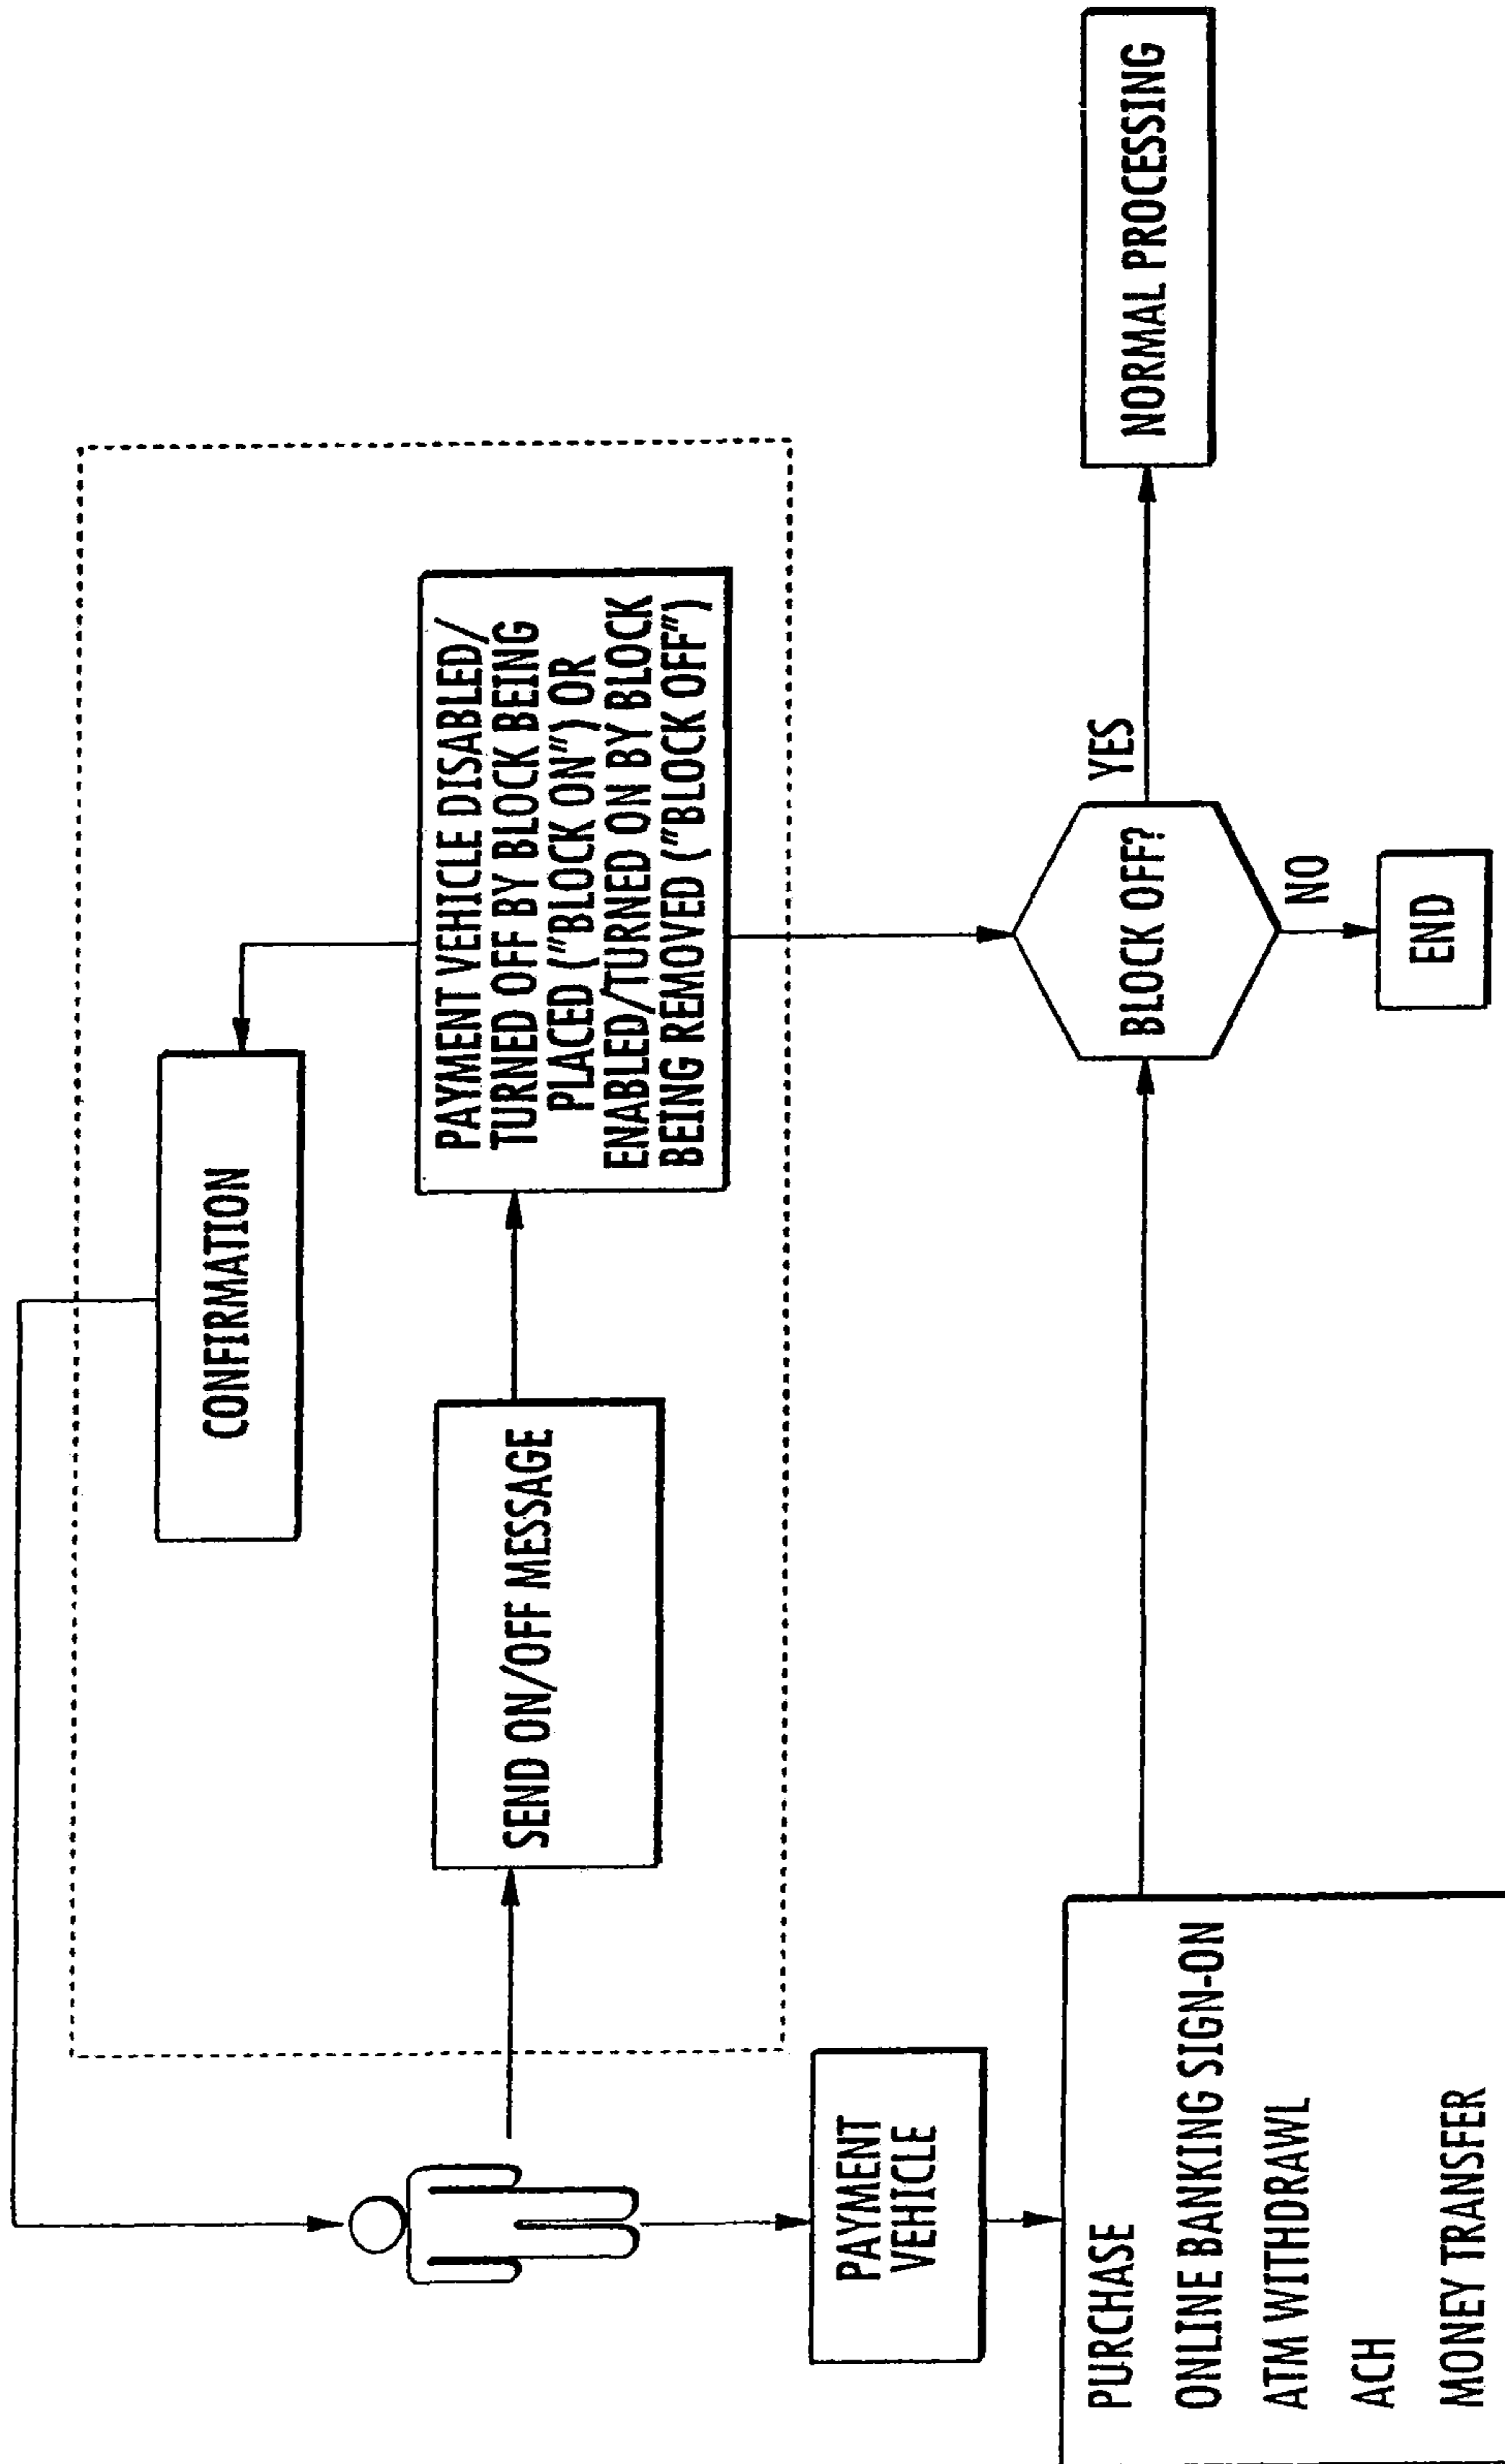 CONFIRMATION
SEND ON/OFF MESSAGE
PAYMENT VEHICLE DISABLED/
TURNED OFF BY BLOCK BEING
PLACED ("BLOCK ON") OR
ENABLED/TURNED ON BY BLOCK
BEING REMOVED ("BLOCK OFF")
PAYMENT
VEHICLE
PURCHASE
ONLINE BANKING SIGN-ON
ATM WITHDRAWL
ACH
MONEY TRANSFER
BLOCK OFF?
YES
NORMAL PROCESSING
NO
END